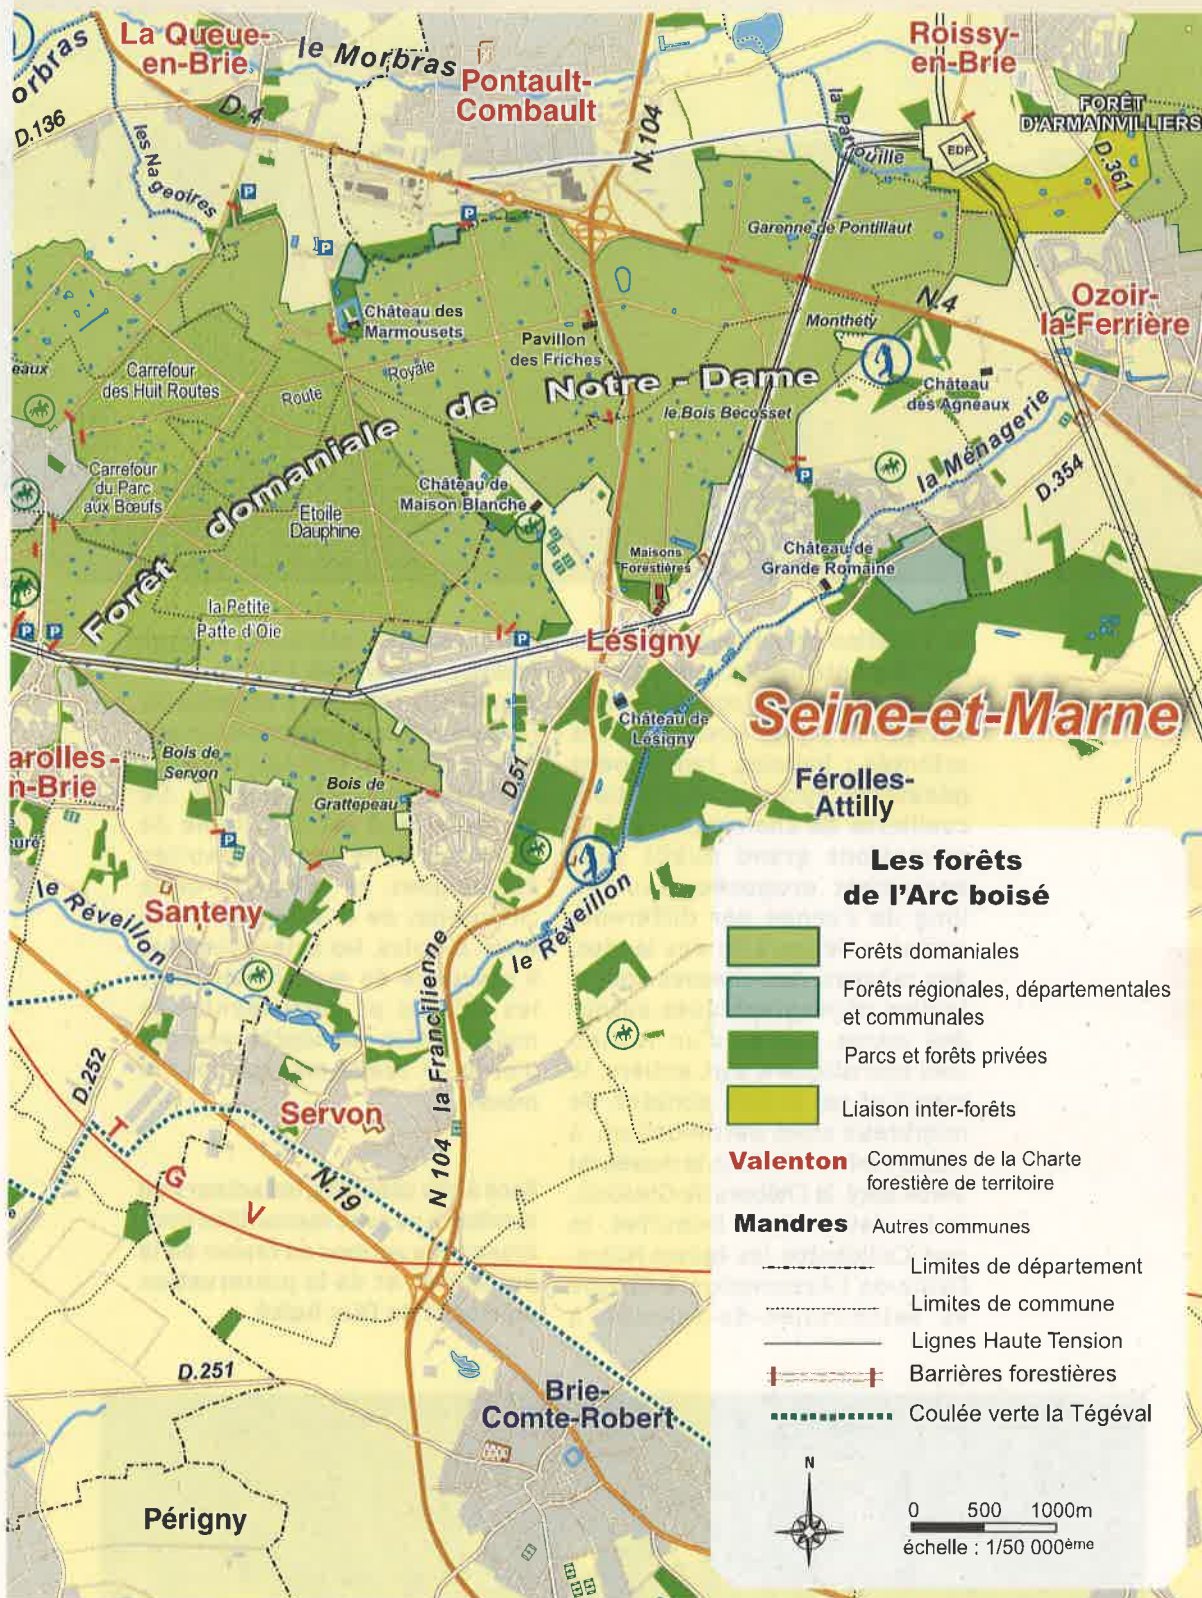 La Queue-
en-Brie
le Morbras
Pontault-
Combault
Roissy-
en-Brie
orbras
D.136
D.4
N.104
les Nageoires
la Patrouille
FORÊT
D'ARMAINVILLIERS
EDF
D.361
P
P
P
Garenne de Pontillaut
N.4
Ozoir-
la-Ferrière
Château des
Marmousets
Pavillon
des Friches
Monthéty
eaux
Carrefour
des Huit Routes
Route
Royale
Château
des Agneaux
le Bois Bécosset
Forêt domaniale de Notre - Dame
Carrefour
du Parc
aux Bœufs
Etoile
Dauphine
Château de
Maison Blanche
P
la Ménagerie
D.354
Maisons
Forestières
Château de
Grande Romaine
la Petite
Patte d'Oie
P
P
P
Lésigny
Château de
Lésigny
Seine-et-Marne
arolles-
n-Brie
Bois de
Servon
Bois de
Grattepeau
D.51
Férolles-
Attilly
P
uré
le Réveillon
Santeny
le Réveillon
D.252
N 104 la Francilienne
Servon
T G V
N.19
e
D.251
Brie-
Comte-Robert
Périgny
Les forêts
de l'Arc boisé
Forêts domaniales
Forêts régionales, départementales
et communales
Parcs et forêts privées
Liaison inter-forêts
Valenton Communes de la Charte
forestière de territoire
Mandres Autres communes
Limites de département
Limites de commune
Lignes Haute Tension
Barrières forestières
Coulée verte la Tégéval
N
0 500 1000m
échelle : 1/50 000ème